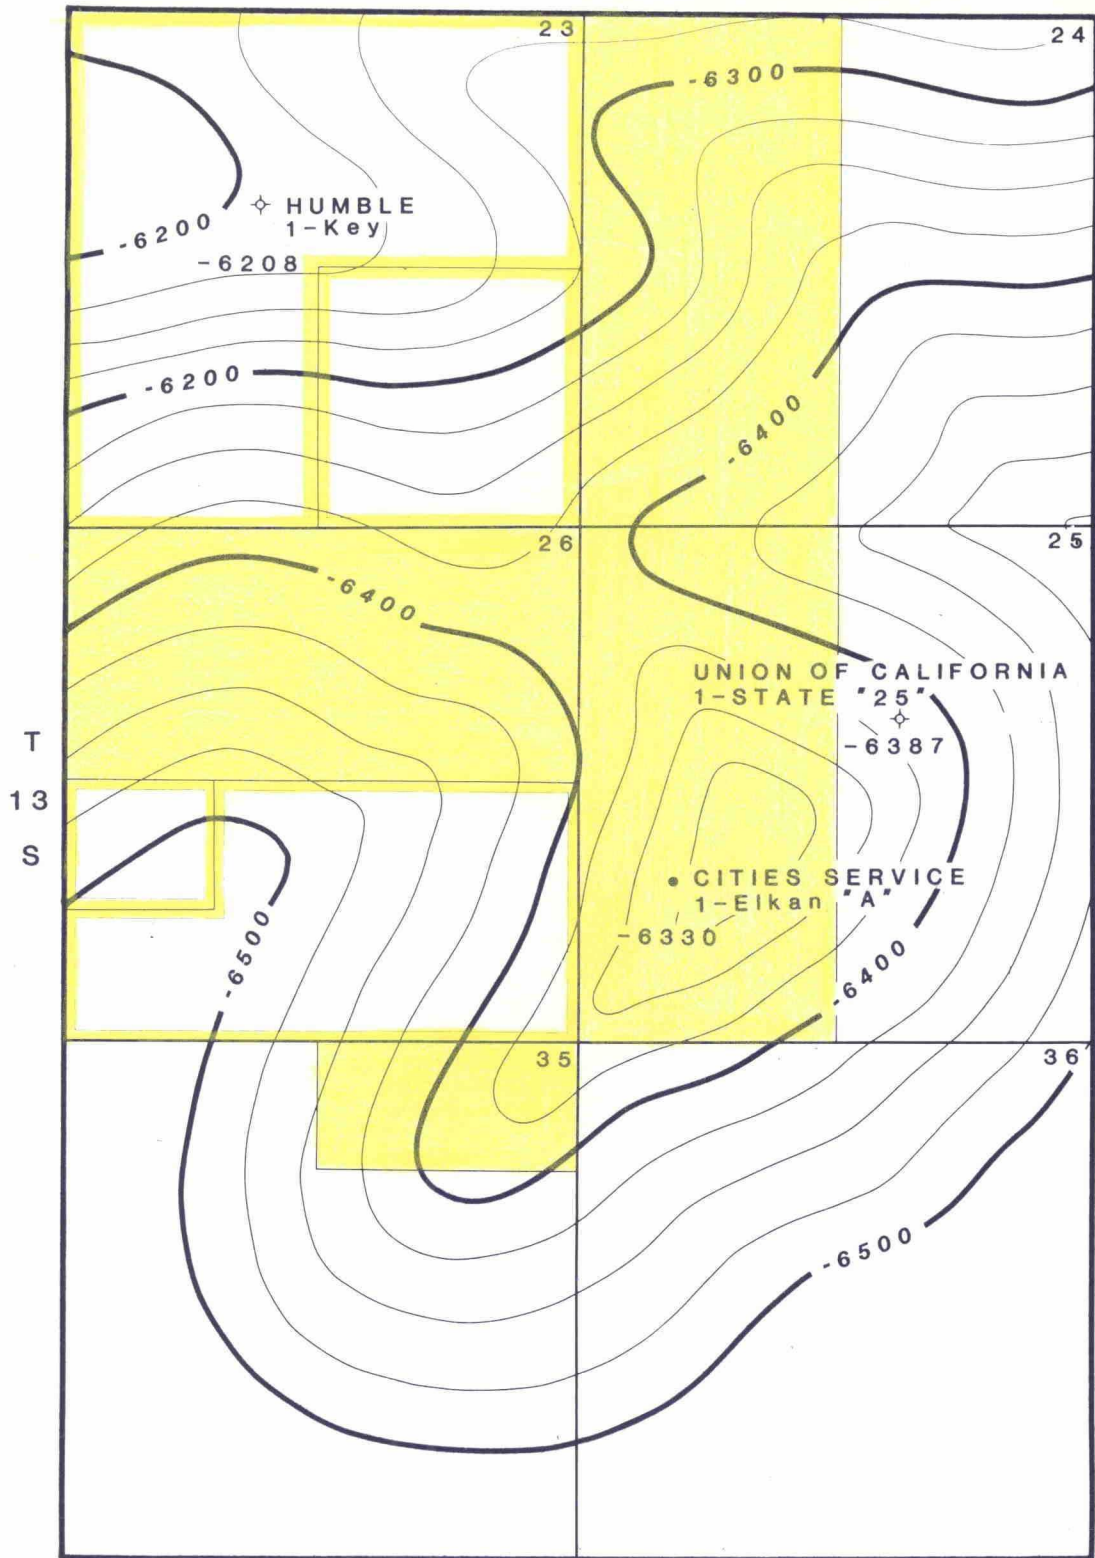 23
24
-6300
HUMBLE
1-Key
-6200
-6208
-6200
-6400
26
25
-6400
UNION OF CALIFORNIA
1-STATE "25"
-6387
T
13
S
CITIES SERVICE
1-Elkan "A"
-6330
-6500
-6400
35
36
-6500